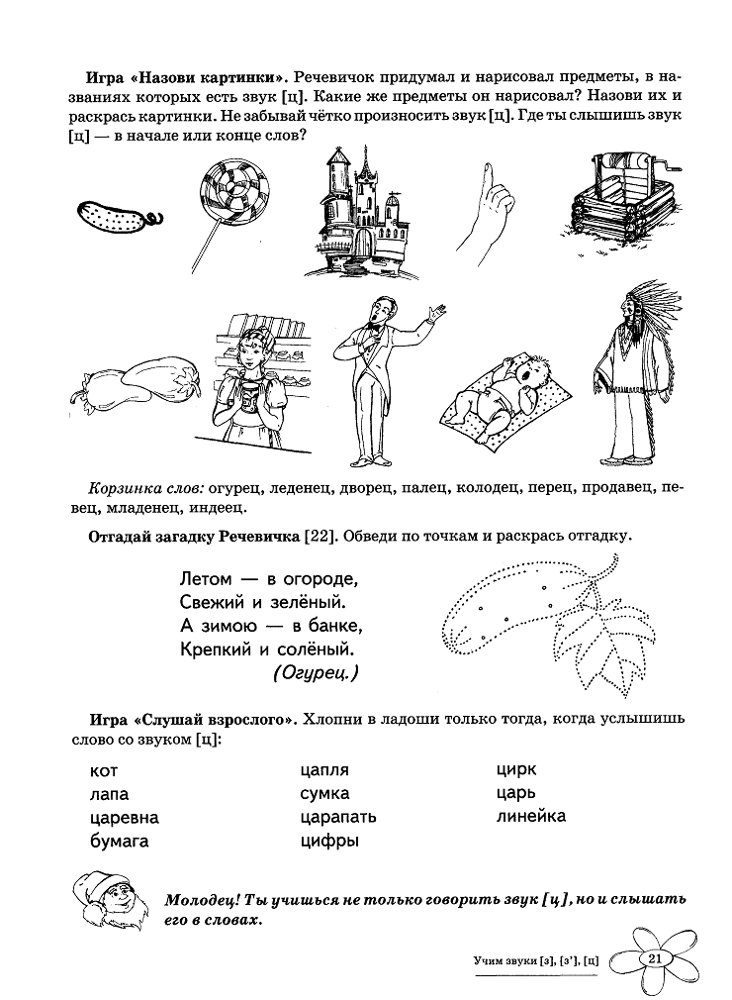 Игра «Назови картинки». Речевичок придумал и нарисовал предметы, в на-
званиях которых есть звук [ц]. Какие же предметы он нарисовал? Назови их и
раскрась картинки. Не забывай чётко произносить звук [ц]. Где ты слышишь звук
[ц] — в начале или конце слов?
Корзинка слов: огурец, леденец, дворец, палец, колодец, перец, продавец, пе-
вец, младенец, индеец.
Отгадай загадку Речевичка [22]. Обведи по точкам и раскрась отгадку.
Летом — в огороде,
Свежий и зелёный.
А зимою — в банке,
Крепкий и солёный.
(Огурец.)
Игра «Слушай взрослого». Хлопни в ладоши только тогда, когда услышишь
слово со звуком [ц]:
кот
лапа
царевна
бумага
цапля
сумка
царапать
цифры
цирк
царь
линейка
Молодец! Ты учишься не только говорить звук [ц], но и слышать
его в словах.
Учим звуки [з], [з’], [ц]
21